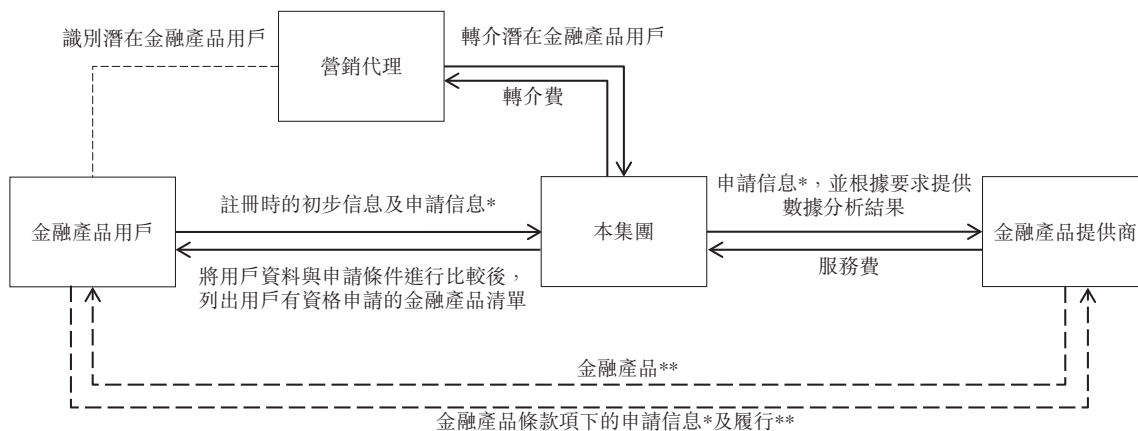 識別潛在金融產品用戶
營銷代理
轉介潛在金融產品用戶
轉介費
金融產品用戶
註冊時的初步信息及申請信息*
將用戶資料與申請條件進行比較後，
列出用戶有資格申請的金融產品清單
本集團
申請信息*，並根據要求提供
數據分析結果
服務費
金融產品提供商
金融產品**
金融產品條款項下的申請信息*及履行**